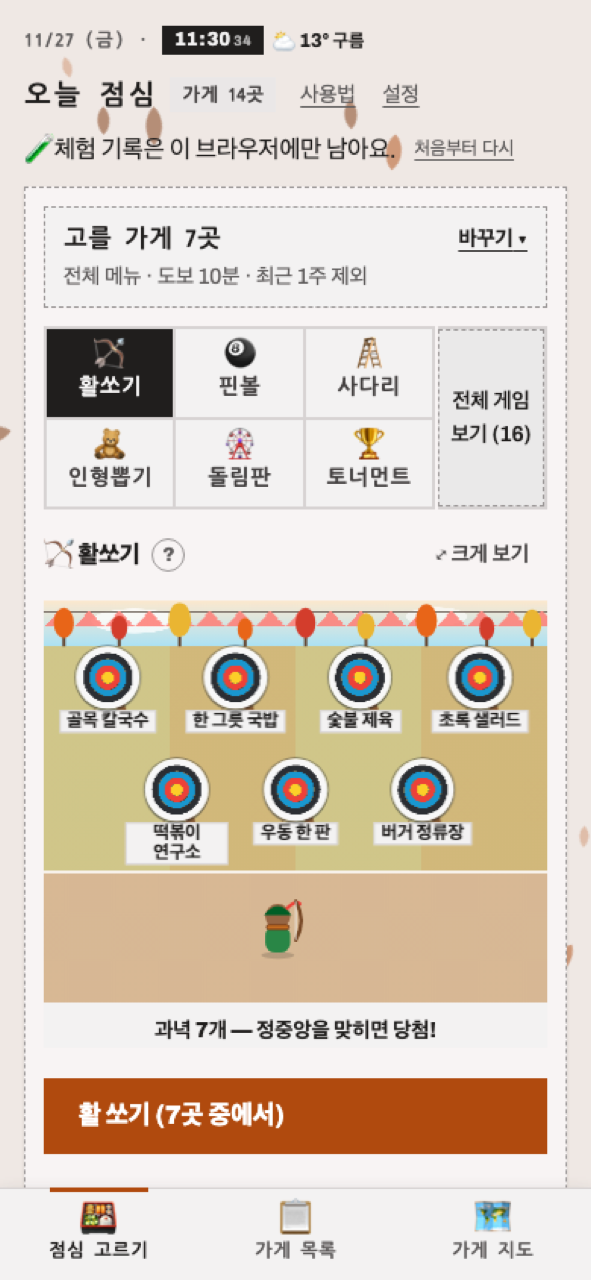 11/27 (금) · 11:30 34 13° 구름
오늘 점심 가게 14곳 사용법 설정
체험 기록은 이 브라우저에만 남아요. 처음부터 다시
고를 가게 7곳 바꾸기 ▾
전체 메뉴 · 도보 10분 · 최근 1주 제외
활쏘기 핀볼 사다리
전체 게임
보기 (16)
인형뽑기 돌림판 토너먼트
활쏘기 ? ⤢ 크게 보기
골목 칼국수 한 그릇 국밥 숯불 제육 초록 샐러드
떡볶이
연구소
우동 한 판 버거 정류장
과녁 7개 — 정중앙을 맞히면 당첨!
활 쏘기 (7곳 중에서)
점심 고르기 가게 목록 가게 지도